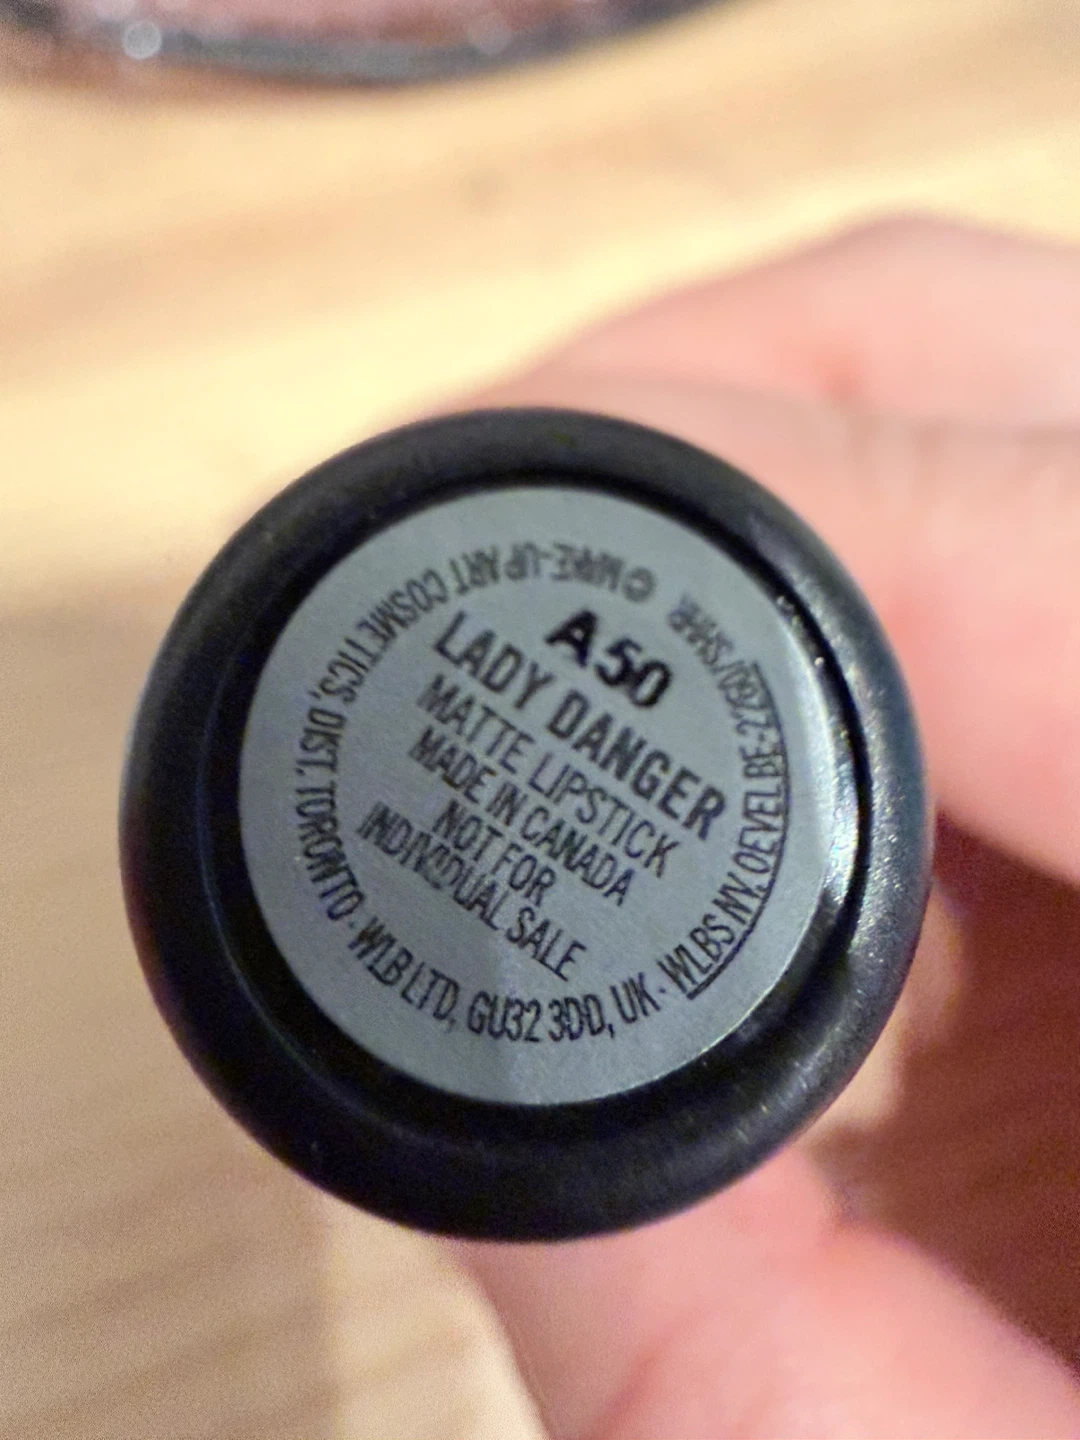 A50
LADY DANGER
MATTE LIPSTICK
MADE IN CANADA
NOT FOR
INDIVIDUAL SALE
© MAKE-UP ART COSMETICS, DIST. TORONTO · WLB LTD, GU32 3DD, UK · WLBS NY, OEVEL BE-2260/